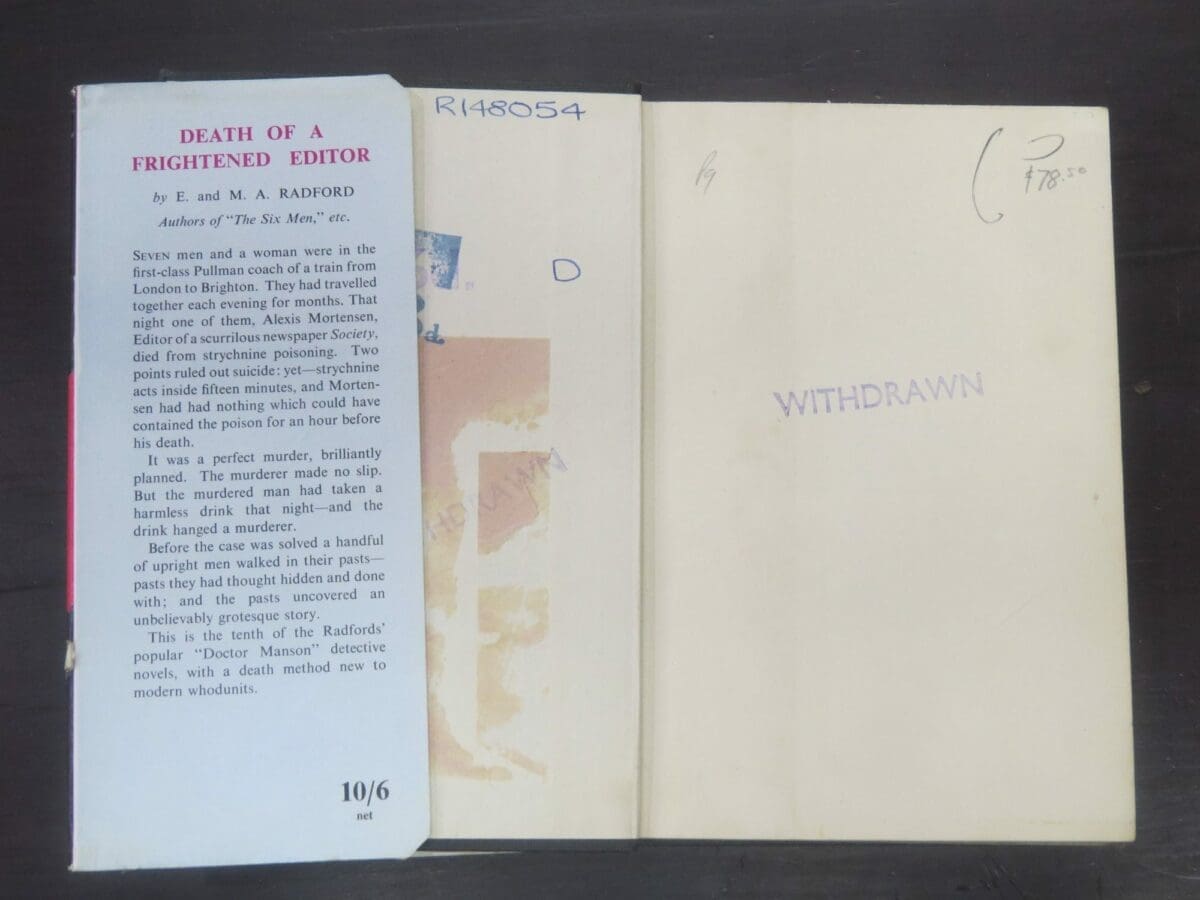 DEATH OF A
FRIGHTENED EDITOR
by E. and M. A. RADFORD
Authors of "The Six Men," etc.
SEVEN men and a woman were in the
first-class Pullman coach of a train from
London to Brighton. They had travelled
together each evening for months. That
night one of them, Alexis Mortensen,
Editor of a scurrilous newspaper Society,
died from strychnine poisoning. Two
points ruled out suicide: yet—strychnine
acts inside fifteen minutes, and Morten-
sen had had nothing which could have
contained the poison for an hour before
his death.
It was a perfect murder, brilliantly
planned. The murderer made no slip.
But the murdered man had taken a
harmless drink that night—and the
drink hanged a murderer.
Before the case was solved a handful
of upright men walked in their pasts—
pasts they had thought hidden and done
with; and the pasts uncovered an
unbelievably grotesque story.
This is the tenth of the Radfords'
popular "Doctor Manson" detective
novels, with a death method new to
modern whodunits.
10/6
net
R148054
D
d.
HDRAWN
$78.50
WITHDRAWN